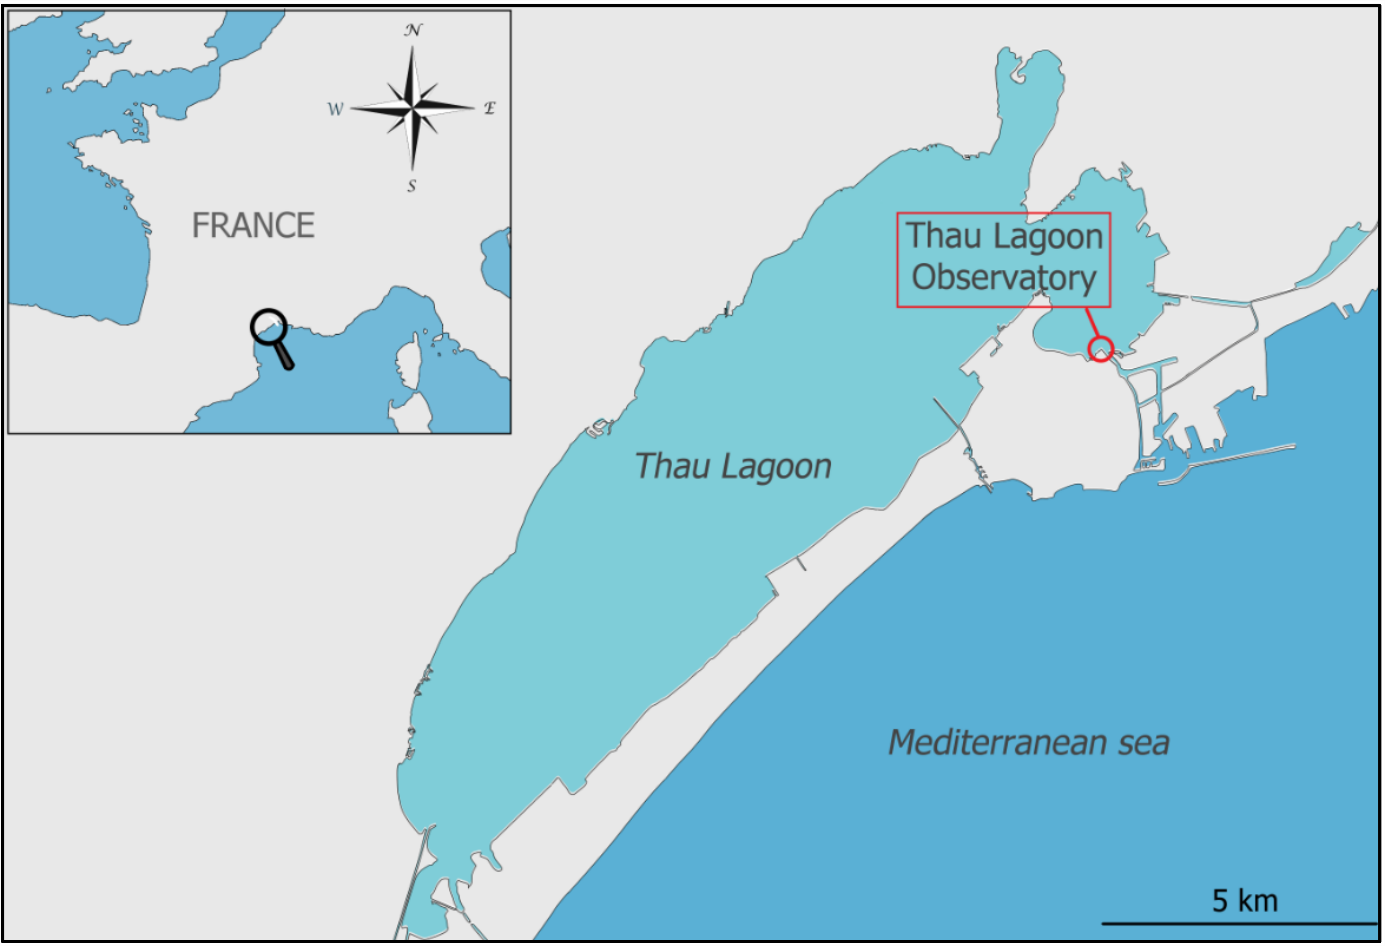 N
W
E
S
FRANCE
Thau Lagoon
Observatory
Thau Lagoon
Mediterranean sea
5 km